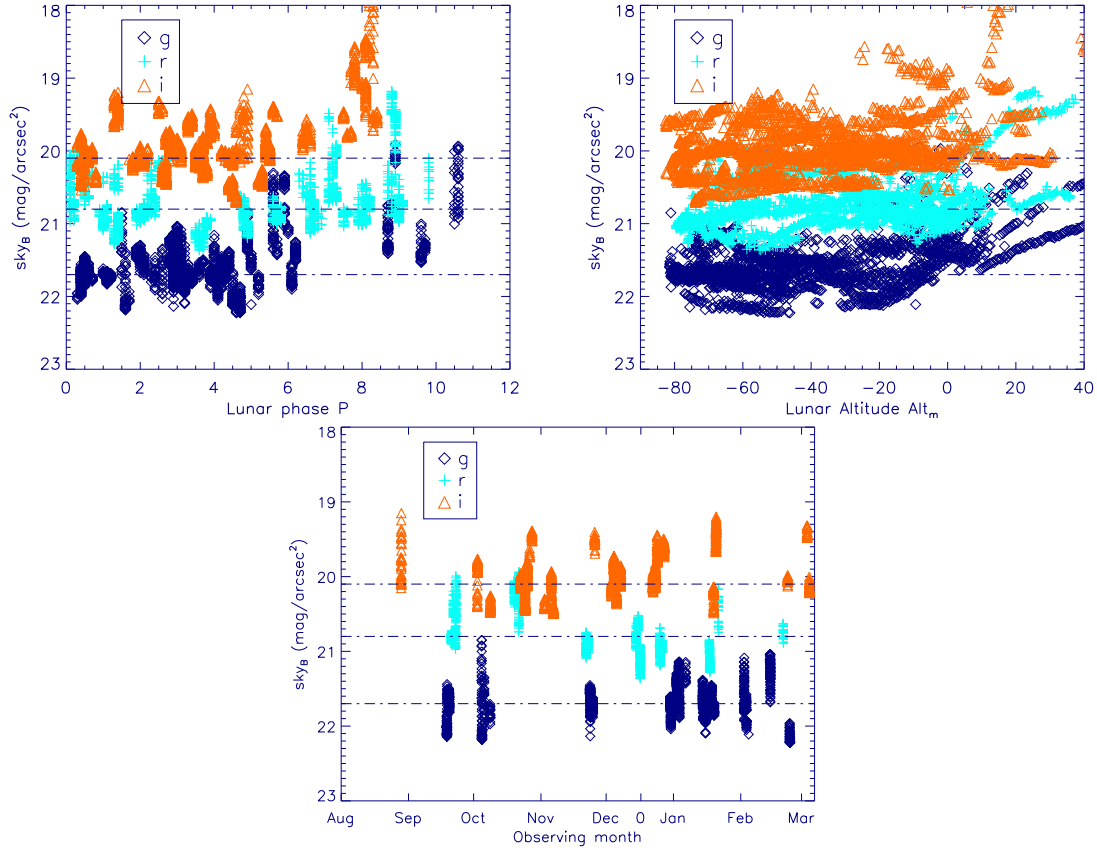 18
19
20
21
22
23
sky_B (mag/arcsec²)
g
r
i
0 2 4 6 8 10 12
Lunar phase P
18
19
20
21
22
23
sky_B (mag/arcsec²)
g
r
i
−80 −60 −40 −20 0 20 40
Lunar Altitude Alt_m
18
19
20
21
22
23
sky_B (mag/arcsec²)
g
r
i
Aug Sep Oct Nov Dec 0 Jan Feb Mar
Observing month